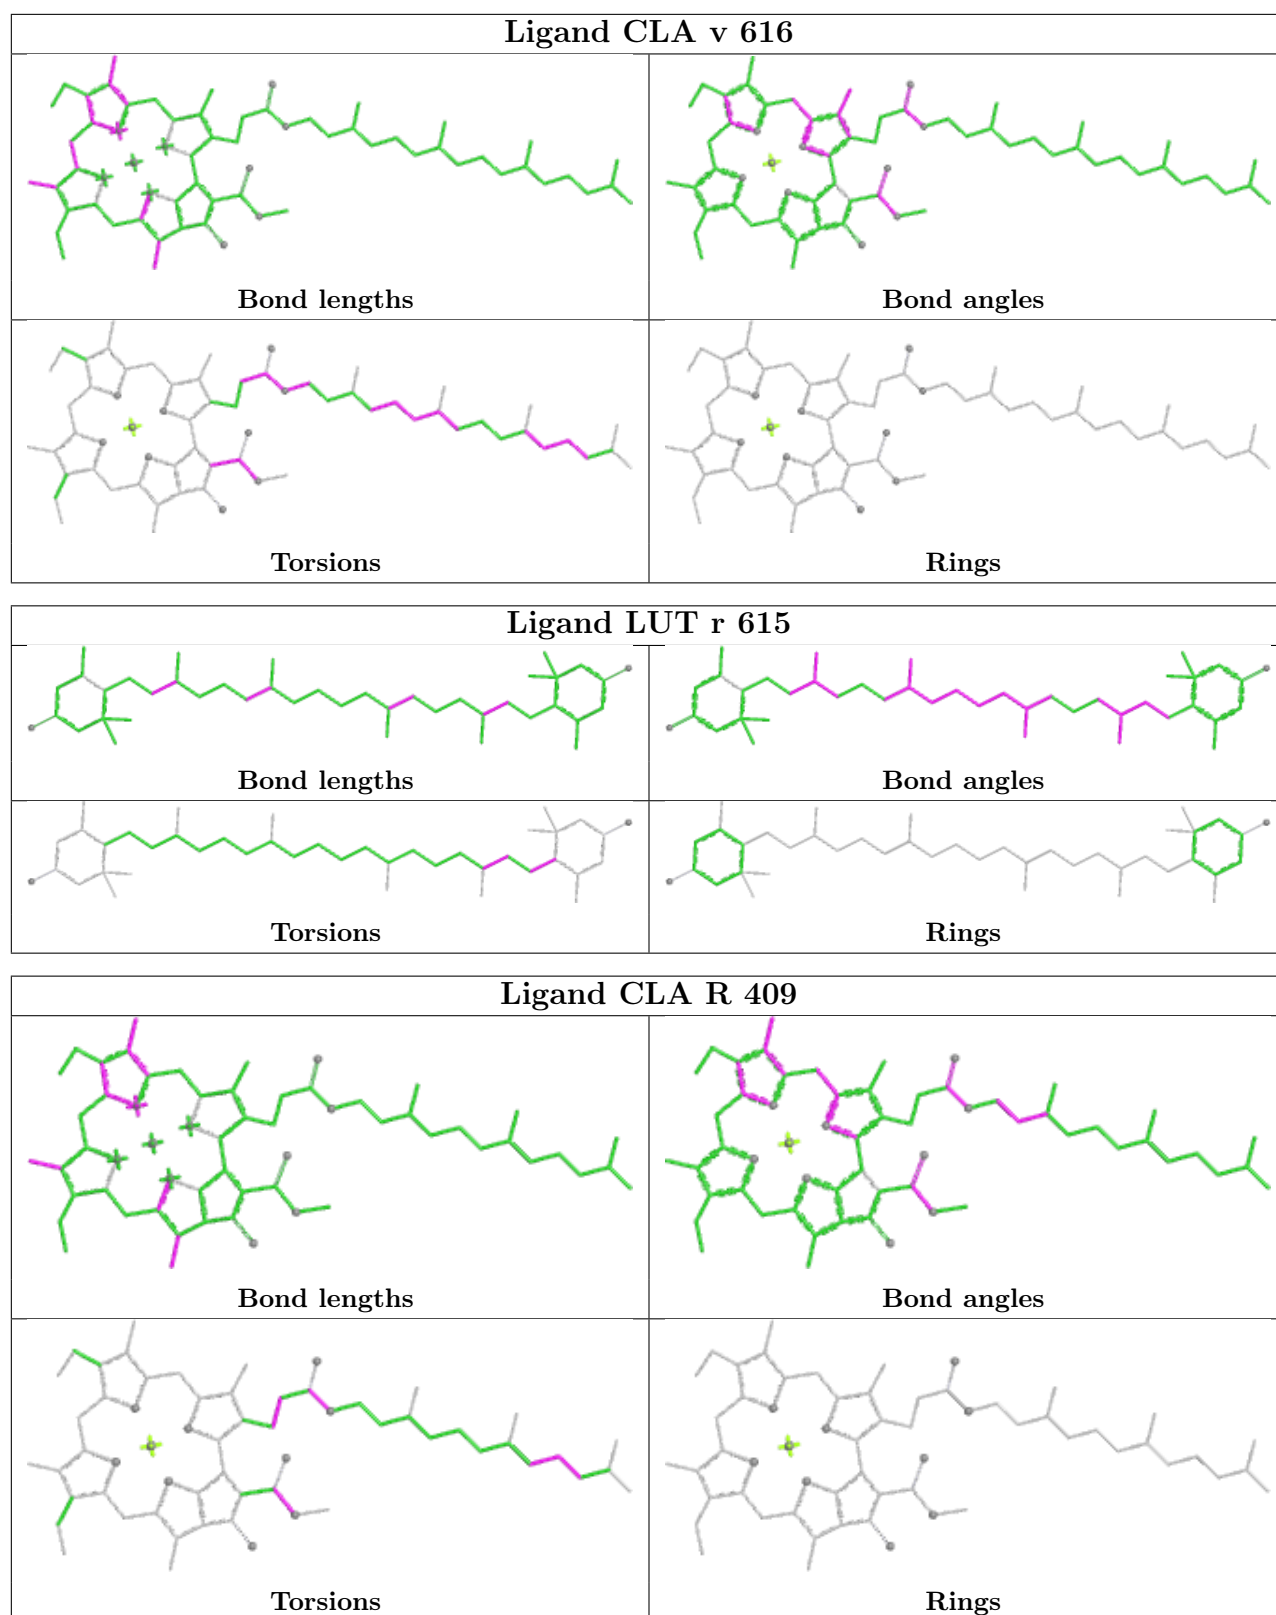 Ligand CLA v 616
Bond lengths
Bond angles
Torsions
Rings
Ligand LUT r 615
Bond lengths
Bond angles
Torsions
Rings
Ligand CLA R 409
Bond lengths
Bond angles
Torsions
Rings